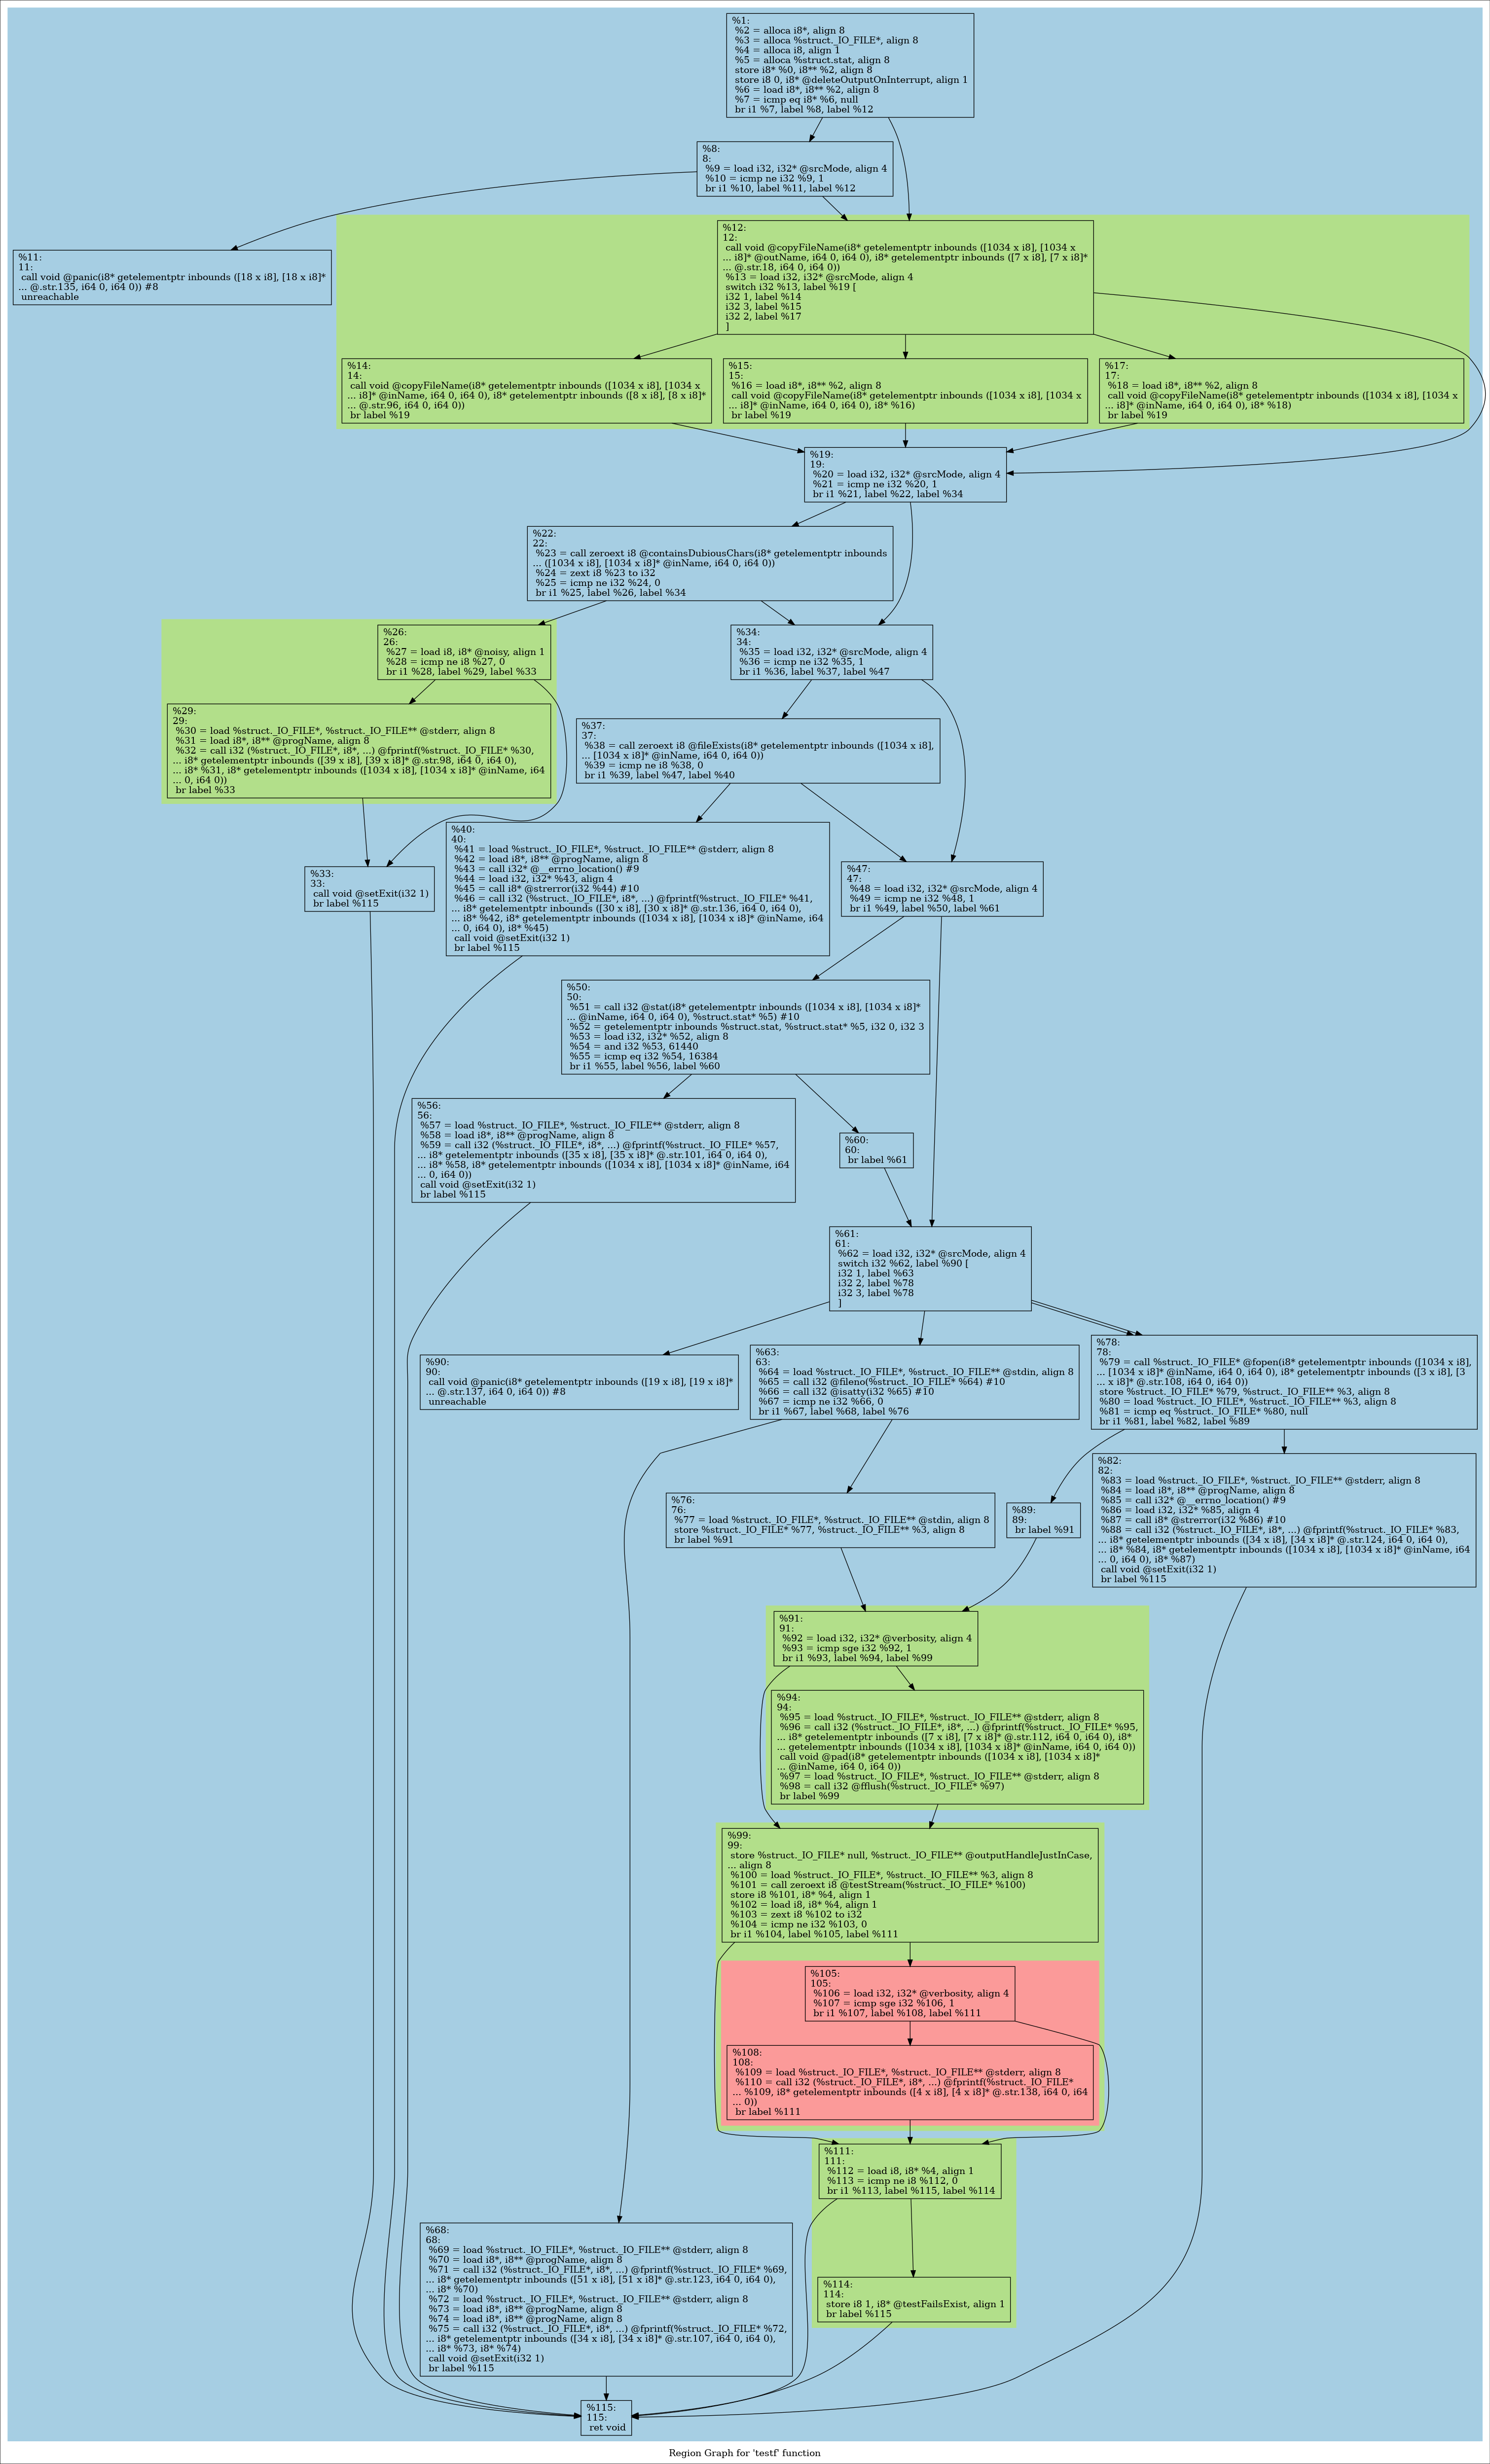 %1:
%2 = alloca i8*, align 8
%3 = alloca %struct._IO_FILE*, align 8
%4 = alloca i8, align 1
%5 = alloca %struct.stat, align 8
store i8* %0, i8** %2, align 8
store i8 0, i8* @deleteOutputOnInterrupt, align 1
%6 = load i8*, i8** %2, align 8
%7 = icmp eq i8* %6, null
br i1 %7, label %8, label %12
%8:
8:
%9 = load i32, i32* @srcMode, align 4
%10 = icmp ne i32 %9, 1
br i1 %10, label %11, label %12
%11:
11:
call void @panic(i8* getelementptr inbounds ([18 x i8], [18 x i8]*
... @.str.135, i64 0, i64 0)) #8
unreachable
%12:
12:
call void @copyFileName(i8* getelementptr inbounds ([1034 x i8], [1034 x
... i8]* @outName, i64 0, i64 0), i8* getelementptr inbounds ([7 x i8], [7 x i8]*
... @.str.18, i64 0, i64 0))
%13 = load i32, i32* @srcMode, align 4
switch i32 %13, label %19 [
i32 1, label %14
i32 3, label %15
i32 2, label %17
]
%14:
14:
call void @copyFileName(i8* getelementptr inbounds ([1034 x i8], [1034 x
... i8]* @inName, i64 0, i64 0), i8* getelementptr inbounds ([8 x i8], [8 x i8]*
... @.str.96, i64 0, i64 0))
br label %19
%15:
15:
%16 = load i8*, i8** %2, align 8
call void @copyFileName(i8* getelementptr inbounds ([1034 x i8], [1034 x
... i8]* @inName, i64 0, i64 0), i8* %16)
br label %19
%17:
17:
%18 = load i8*, i8** %2, align 8
call void @copyFileName(i8* getelementptr inbounds ([1034 x i8], [1034 x
... i8]* @inName, i64 0, i64 0), i8* %18)
br label %19
%19:
19:
%20 = load i32, i32* @srcMode, align 4
%21 = icmp ne i32 %20, 1
br i1 %21, label %22, label %34
%22:
22:
%23 = call zeroext i8 @containsDubiousChars(i8* getelementptr inbounds
... ([1034 x i8], [1034 x i8]* @inName, i64 0, i64 0))
%24 = zext i8 %23 to i32
%25 = icmp ne i32 %24, 0
br i1 %25, label %26, label %34
%26:
26:
%27 = load i8, i8* @noisy, align 1
%28 = icmp ne i8 %27, 0
br i1 %28, label %29, label %33
%34:
34:
%35 = load i32, i32* @srcMode, align 4
%36 = icmp ne i32 %35, 1
br i1 %36, label %37, label %47
%29:
29:
%30 = load %struct._IO_FILE*, %struct._IO_FILE** @stderr, align 8
%31 = load i8*, i8** @progName, align 8
%32 = call i32 (%struct._IO_FILE*, i8*, ...) @fprintf(%struct._IO_FILE* %30,
... i8* getelementptr inbounds ([39 x i8], [39 x i8]* @.str.98, i64 0, i64 0),
... i8* %31, i8* getelementptr inbounds ([1034 x i8], [1034 x i8]* @inName, i64
... 0, i64 0))
br label %33
%37:
37:
%38 = call zeroext i8 @fileExists(i8* getelementptr inbounds ([1034 x i8],
... [1034 x i8]* @inName, i64 0, i64 0))
%39 = icmp ne i8 %38, 0
br i1 %39, label %47, label %40
%33:
33:
call void @setExit(i32 1)
br label %115
%40:
40:
%41 = load %struct._IO_FILE*, %struct._IO_FILE** @stderr, align 8
%42 = load i8*, i8** @progName, align 8
%43 = call i32* @__errno_location() #9
%44 = load i32, i32* %43, align 4
%45 = call i8* @strerror(i32 %44) #10
%46 = call i32 (%struct._IO_FILE*, i8*, ...) @fprintf(%struct._IO_FILE* %41,
... i8* getelementptr inbounds ([30 x i8], [30 x i8]* @.str.136, i64 0, i64 0),
... i8* %42, i8* getelementptr inbounds ([1034 x i8], [1034 x i8]* @inName, i64
... 0, i64 0), i8* %45)
call void @setExit(i32 1)
br label %115
%47:
47:
%48 = load i32, i32* @srcMode, align 4
%49 = icmp ne i32 %48, 1
br i1 %49, label %50, label %61
%50:
50:
%51 = call i32 @stat(i8* getelementptr inbounds ([1034 x i8], [1034 x i8]*
... @inName, i64 0, i64 0), %struct.stat* %5) #10
%52 = getelementptr inbounds %struct.stat, %struct.stat* %5, i32 0, i32 3
%53 = load i32, i32* %52, align 8
%54 = and i32 %53, 61440
%55 = icmp eq i32 %54, 16384
br i1 %55, label %56, label %60
%56:
56:
%57 = load %struct._IO_FILE*, %struct._IO_FILE** @stderr, align 8
%58 = load i8*, i8** @progName, align 8
%59 = call i32 (%struct._IO_FILE*, i8*, ...) @fprintf(%struct._IO_FILE* %57,
... i8* getelementptr inbounds ([35 x i8], [35 x i8]* @.str.101, i64 0, i64 0),
... i8* %58, i8* getelementptr inbounds ([1034 x i8], [1034 x i8]* @inName, i64
... 0, i64 0))
call void @setExit(i32 1)
br label %115
%60:
60:
br label %61
%61:
61:
%62 = load i32, i32* @srcMode, align 4
switch i32 %62, label %90 [
i32 1, label %63
i32 2, label %78
i32 3, label %78
]
%90:
90:
call void @panic(i8* getelementptr inbounds ([19 x i8], [19 x i8]*
... @.str.137, i64 0, i64 0)) #8
unreachable
%63:
63:
%64 = load %struct._IO_FILE*, %struct._IO_FILE** @stdin, align 8
%65 = call i32 @fileno(%struct._IO_FILE* %64) #10
%66 = call i32 @isatty(i32 %65) #10
%67 = icmp ne i32 %66, 0
br i1 %67, label %68, label %76
%78:
78:
%79 = call %struct._IO_FILE* @fopen(i8* getelementptr inbounds ([1034 x i8],
... [1034 x i8]* @inName, i64 0, i64 0), i8* getelementptr inbounds ([3 x i8], [3
... x i8]* @.str.108, i64 0, i64 0))
store %struct._IO_FILE* %79, %struct._IO_FILE** %3, align 8
%80 = load %struct._IO_FILE*, %struct._IO_FILE** %3, align 8
%81 = icmp eq %struct._IO_FILE* %80, null
br i1 %81, label %82, label %89
%76:
76:
%77 = load %struct._IO_FILE*, %struct._IO_FILE** @stdin, align 8
store %struct._IO_FILE* %77, %struct._IO_FILE** %3, align 8
br label %91
%89:
89:
br label %91
%82:
82:
%83 = load %struct._IO_FILE*, %struct._IO_FILE** @stderr, align 8
%84 = load i8*, i8** @progName, align 8
%85 = call i32* @__errno_location() #9
%86 = load i32, i32* %85, align 4
%87 = call i8* @strerror(i32 %86) #10
%88 = call i32 (%struct._IO_FILE*, i8*, ...) @fprintf(%struct._IO_FILE* %83,
... i8* getelementptr inbounds ([34 x i8], [34 x i8]* @.str.124, i64 0, i64 0),
... i8* %84, i8* getelementptr inbounds ([1034 x i8], [1034 x i8]* @inName, i64
... 0, i64 0), i8* %87)
call void @setExit(i32 1)
br label %115
%91:
91:
%92 = load i32, i32* @verbosity, align 4
%93 = icmp sge i32 %92, 1
br i1 %93, label %94, label %99
%94:
94:
%95 = load %struct._IO_FILE*, %struct._IO_FILE** @stderr, align 8
%96 = call i32 (%struct._IO_FILE*, i8*, ...) @fprintf(%struct._IO_FILE* %95,
... i8* getelementptr inbounds ([7 x i8], [7 x i8]* @.str.112, i64 0, i64 0), i8*
... getelementptr inbounds ([1034 x i8], [1034 x i8]* @inName, i64 0, i64 0))
call void @pad(i8* getelementptr inbounds ([1034 x i8], [1034 x i8]*
... @inName, i64 0, i64 0))
%97 = load %struct._IO_FILE*, %struct._IO_FILE** @stderr, align 8
%98 = call i32 @fflush(%struct._IO_FILE* %97)
br label %99
%99:
99:
store %struct._IO_FILE* null, %struct._IO_FILE** @outputHandleJustInCase,
... align 8
%100 = load %struct._IO_FILE*, %struct._IO_FILE** %3, align 8
%101 = call zeroext i8 @testStream(%struct._IO_FILE* %100)
store i8 %101, i8* %4, align 1
%102 = load i8, i8* %4, align 1
%103 = zext i8 %102 to i32
%104 = icmp ne i32 %103, 0
br i1 %104, label %105, label %111
%105:
105:
%106 = load i32, i32* @verbosity, align 4
%107 = icmp sge i32 %106, 1
br i1 %107, label %108, label %111
%108:
108:
%109 = load %struct._IO_FILE*, %struct._IO_FILE** @stderr, align 8
%110 = call i32 (%struct._IO_FILE*, i8*, ...) @fprintf(%struct._IO_FILE*
... %109, i8* getelementptr inbounds ([4 x i8], [4 x i8]* @.str.138, i64 0, i64
... 0))
br label %111
%111:
111:
%112 = load i8, i8* %4, align 1
%113 = icmp ne i8 %112, 0
br i1 %113, label %115, label %114
%68:
68:
%69 = load %struct._IO_FILE*, %struct._IO_FILE** @stderr, align 8
%70 = load i8*, i8** @progName, align 8
%71 = call i32 (%struct._IO_FILE*, i8*, ...) @fprintf(%struct._IO_FILE* %69,
... i8* getelementptr inbounds ([51 x i8], [51 x i8]* @.str.123, i64 0, i64 0),
... i8* %70)
%72 = load %struct._IO_FILE*, %struct._IO_FILE** @stderr, align 8
%73 = load i8*, i8** @progName, align 8
%74 = load i8*, i8** @progName, align 8
%75 = call i32 (%struct._IO_FILE*, i8*, ...) @fprintf(%struct._IO_FILE* %72,
... i8* getelementptr inbounds ([34 x i8], [34 x i8]* @.str.107, i64 0, i64 0),
... i8* %73, i8* %74)
call void @setExit(i32 1)
br label %115
%114:
114:
store i8 1, i8* @testFailsExist, align 1
br label %115
%115:
115:
ret void
Region Graph for 'testf' function